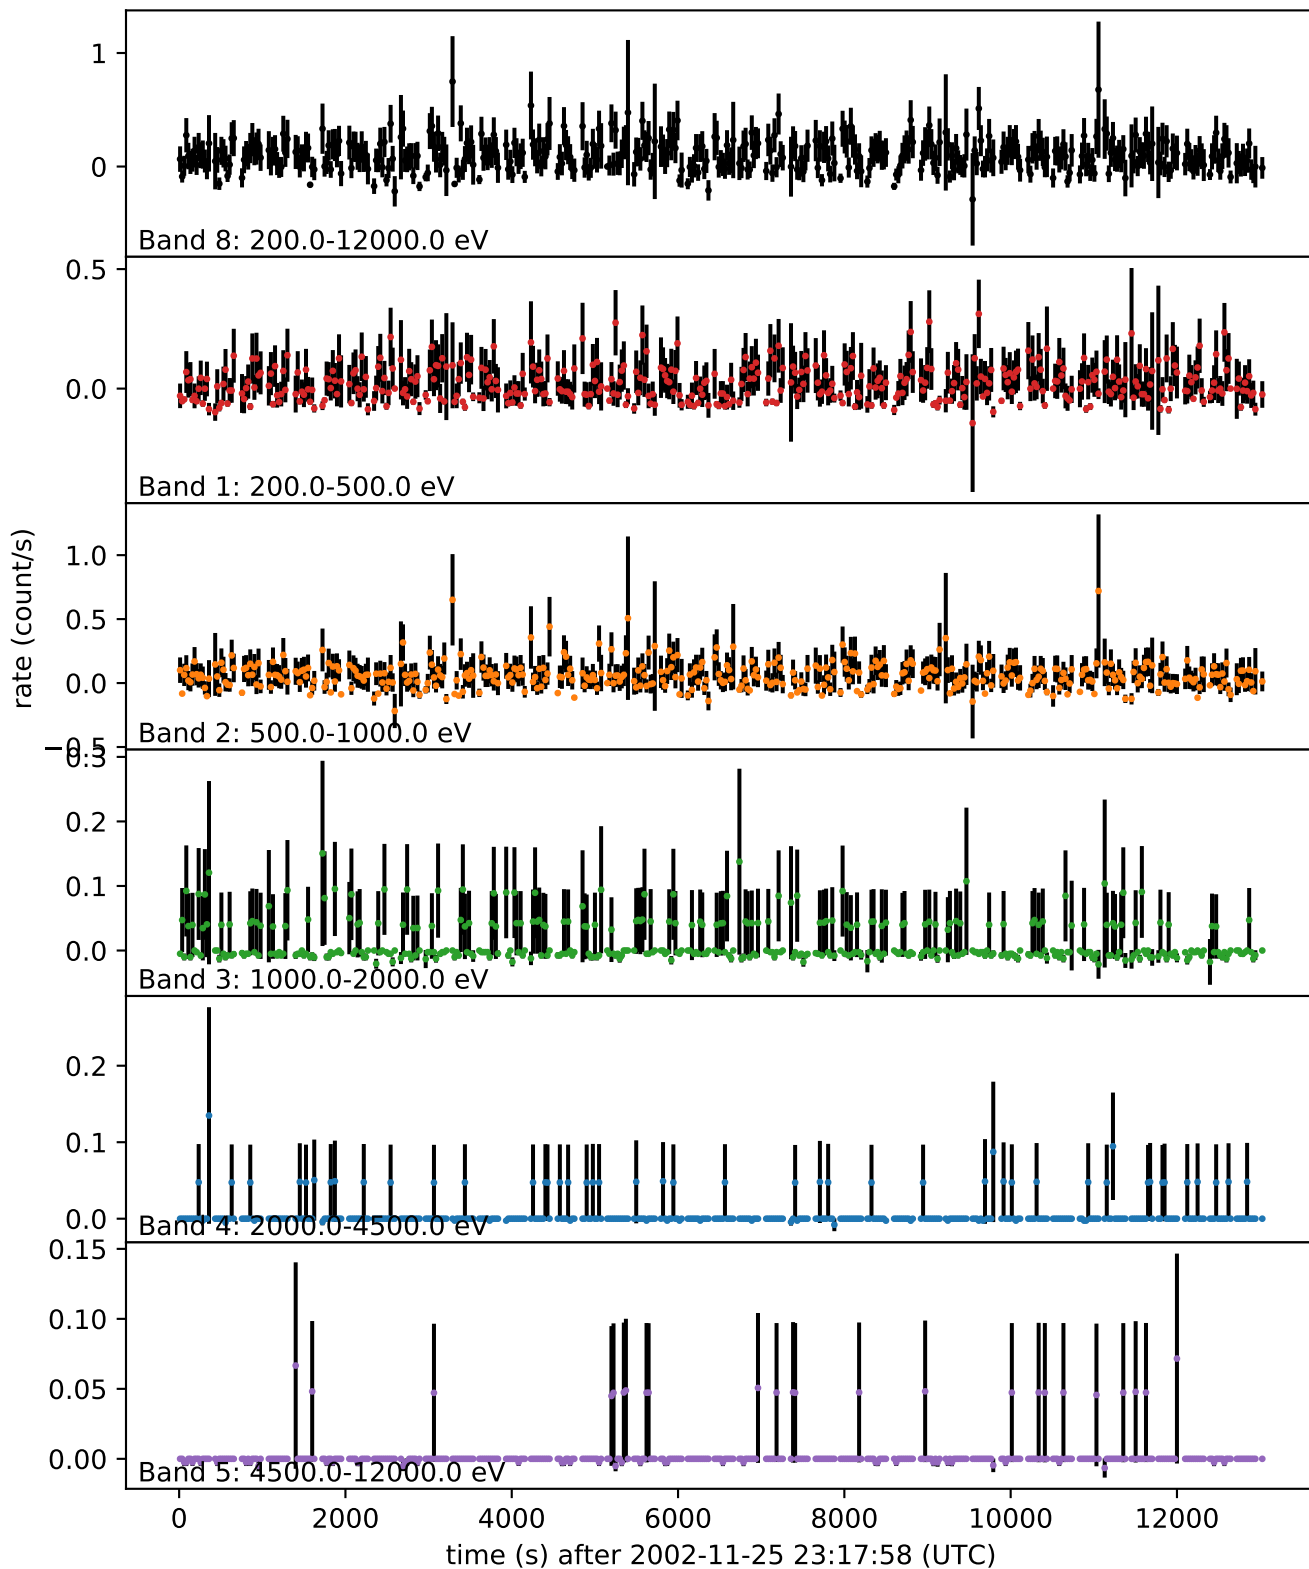 1
0
Band 8: 200.0-12000.0 eV
0.5
0.0
Band 1: 200.0-500.0 eV
rate (count/s)
1.0
0.5
0.0
−0.5
Band 2: 500.0-1000.0 eV
0.3
0.2
0.1
0.0
Band 3: 1000.0-2000.0 eV
0.2
0.1
0.0
Band 4: 2000.0-4500.0 eV
0.15
0.10
0.05
0.00
Band 5: 4500.0-12000.0 eV
0 2000 4000 6000 8000 10000 12000
time (s) after 2002-11-25 23:17:58 (UTC)